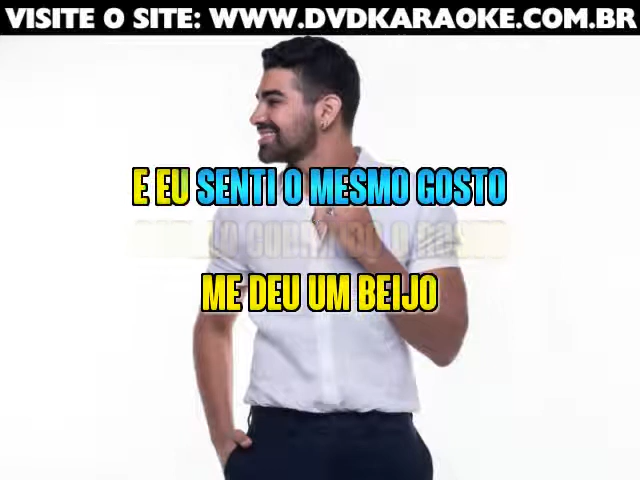 VISITE O SITE: WWW.DVDKARAOKE.COM.BR
E EU SENTI O MESMO GOSTO
ME DEU UM BEIJO